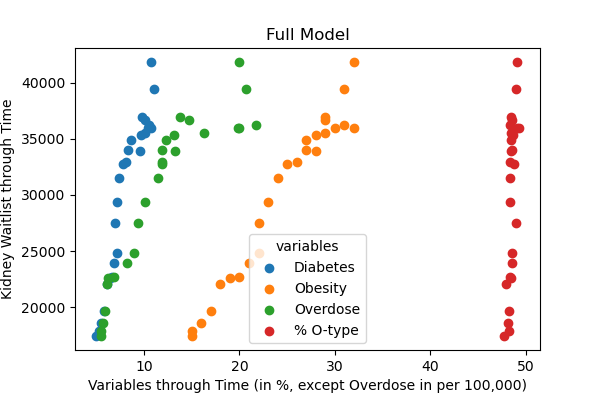 Full Model
Kidney Waitlist through Time
40000
35000
30000
25000
20000
variables
Diabetes
Obesity
Overdose
% O-type
10 20 30 40 50
Variables through Time (in %, except Overdose in per 100,000)